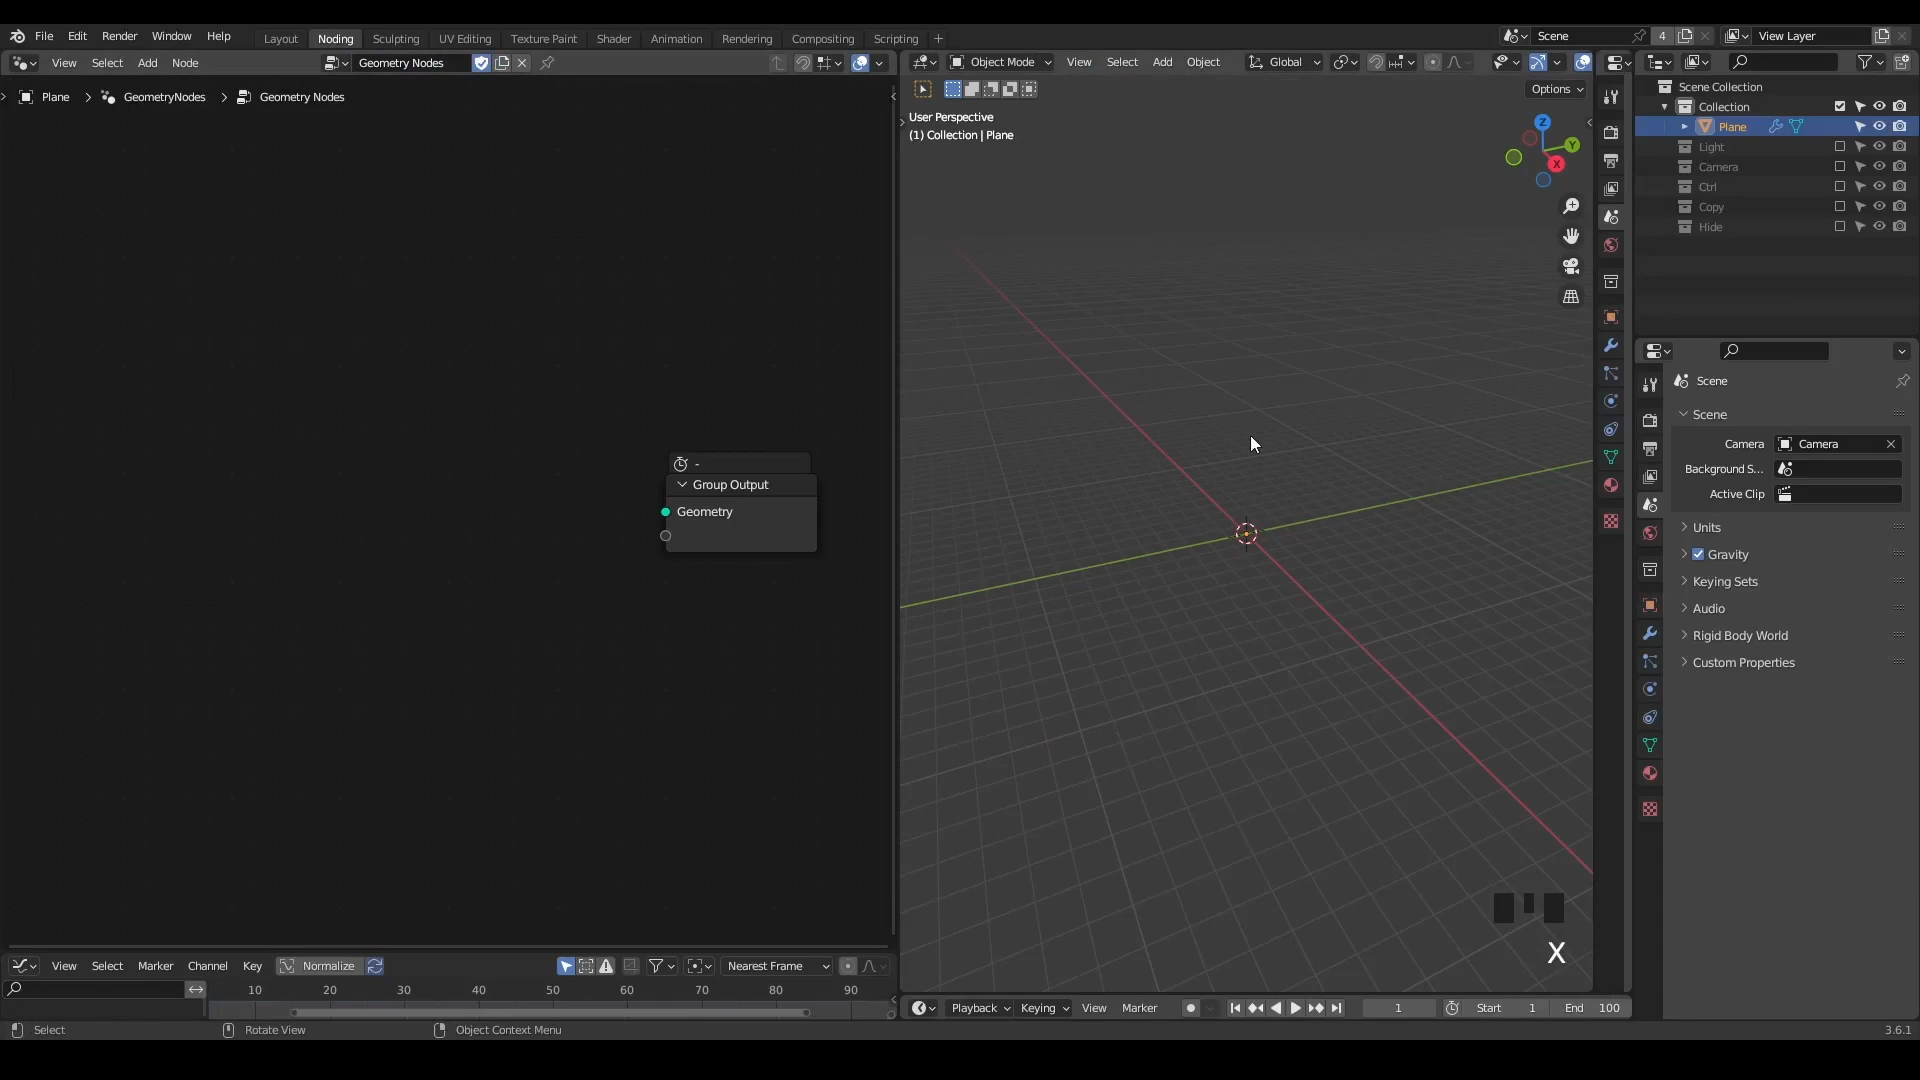 File Edit Render Window Help Layout Noding Sculpting UV Editing Texture Paint Shader Animation Rendering Compositing Scripting + Scene 4 View Layer
View Select Add Node Geometry Nodes
Plane > GeometryNodes > Geometry Nodes
-
Group Output
Geometry
Object Mode View Select Add Object Global
Options
User Perspective
(1) Collection | Plane
Z
Y
X
X
Scene Collection
Collection
Plane
Light
Camera
Ctrl
Copy
Hide
Scene
Scene
Camera Camera
Background S...
Active Clip
Units
Gravity
Keying Sets
Audio
Rigid Body World
Custom Properties
View Select Marker Channel Key Normalize Nearest Frame
10 20 30 40 50 60 70 80 90
Playback Keying View Marker 1 Start 1 End 100
Select Rotate View Object Context Menu 3.6.1